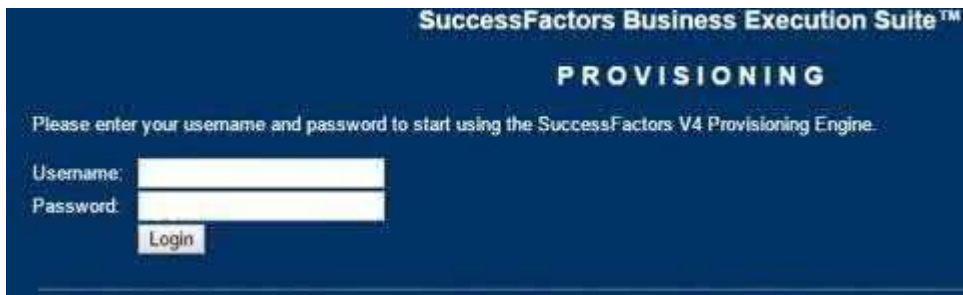 SuccessFactors Business Execution Suite™
PROVISIONING
Please enter your username and password to start using the SuccessFactors V4 Provisioning Engine.
Username:
Password:
Login